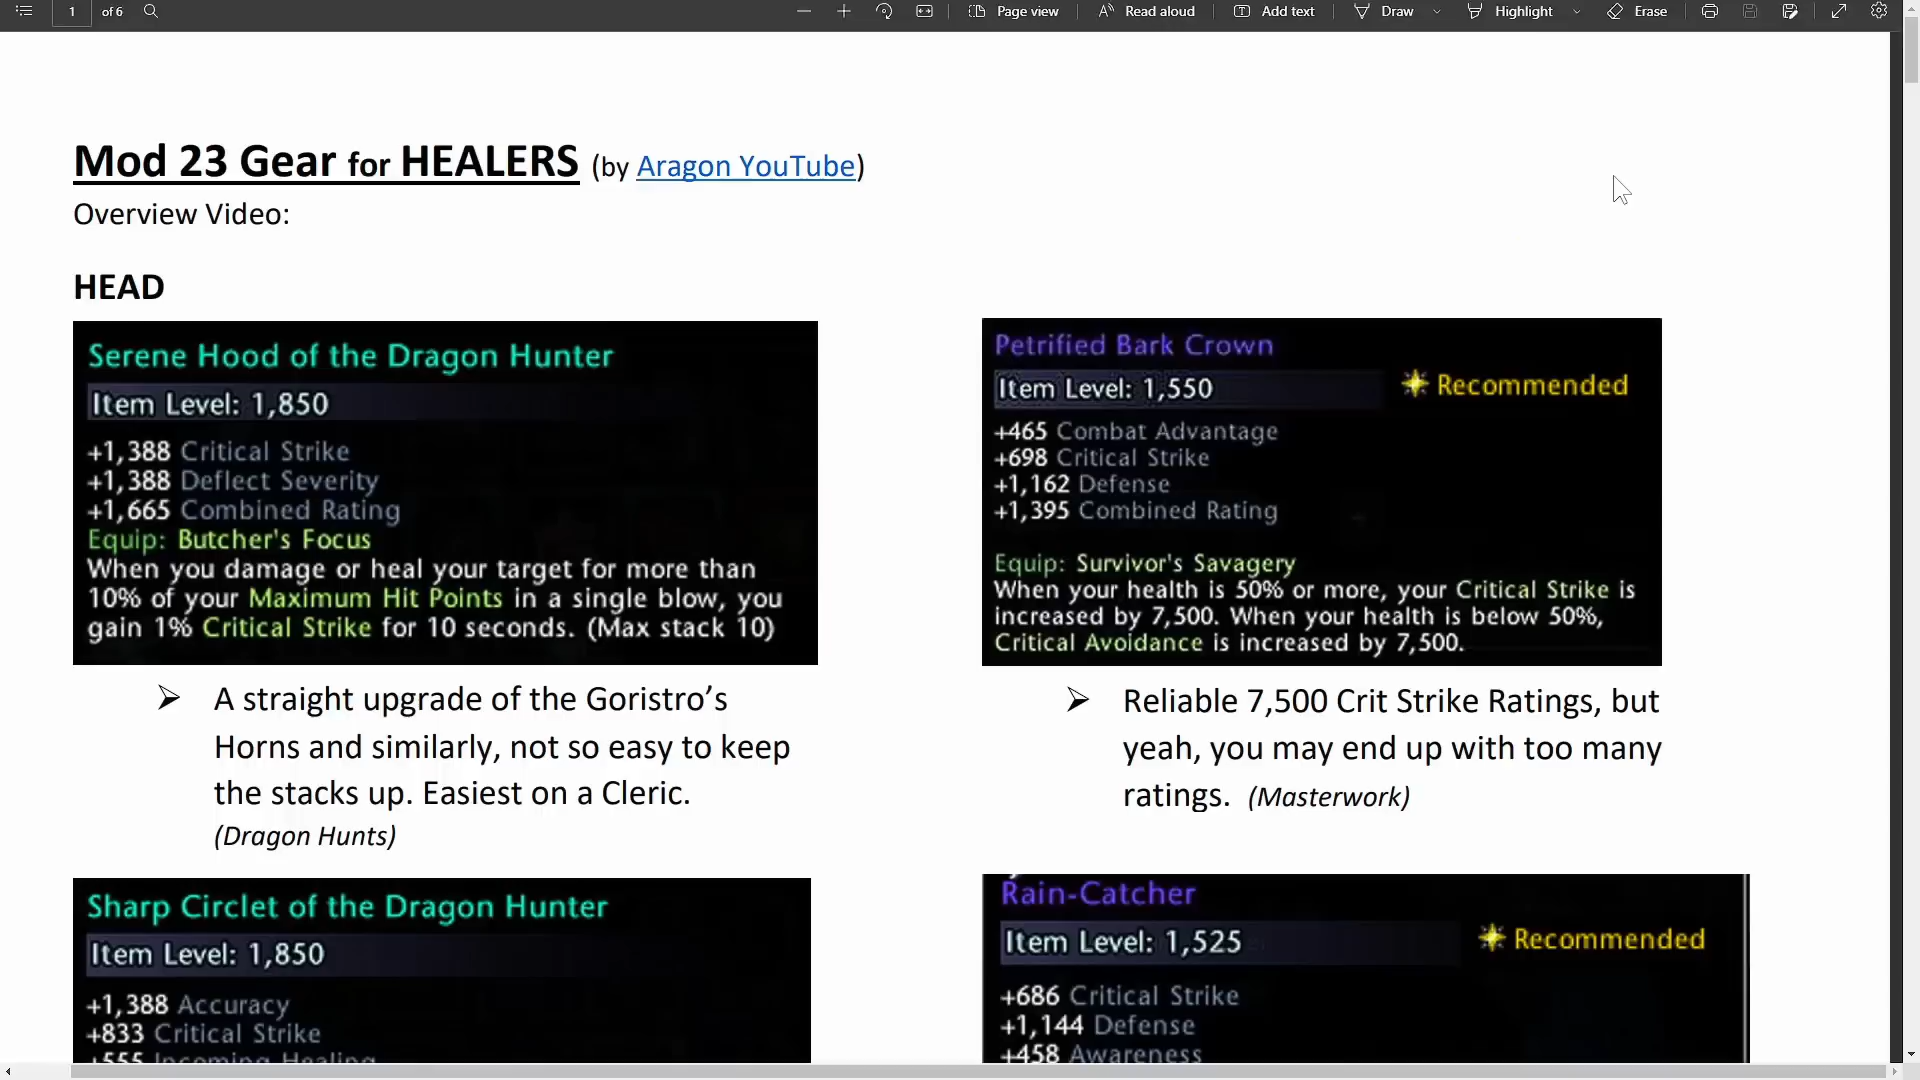 1 of 6
Page view
Read aloud
Add text
Draw
Highlight
Erase
Mod 23 Gear for HEALERS (by Aragon YouTube)
Overview Video:
HEAD
Serene Hood of the Dragon Hunter
Item Level: 1,850
+1,388 Critical Strike
+1,388 Deflect Severity
+1,665 Combined Rating
Equip: Butcher's Focus
When you damage or heal your target for more than
10% of your Maximum Hit Points in a single blow, you
gain 1% Critical Strike for 10 seconds. (Max stack 10)
➢ A straight upgrade of the Goristro’s
Horns and similarly, not so easy to keep
the stacks up. Easiest on a Cleric.
(Dragon Hunts)
Petrified Bark Crown
Item Level: 1,550
Recommended
+465 Combat Advantage
+698 Critical Strike
+1,162 Defense
+1,395 Combined Rating
Equip: Survivor's Savagery
When your health is 50% or more, your Critical Strike is
increased by 7,500. When your health is below 50%,
Critical Avoidance is increased by 7,500.
➢ Reliable 7,500 Crit Strike Ratings, but
yeah, you may end up with too many
ratings. (Masterwork)
Sharp Circlet of the Dragon Hunter
Item Level: 1,850
+1,388 Accuracy
+833 Critical Strike
+555 Incoming Healing
Rain-Catcher
Item Level: 1,525
Recommended
+686 Critical Strike
+1,144 Defense
+458 Awareness